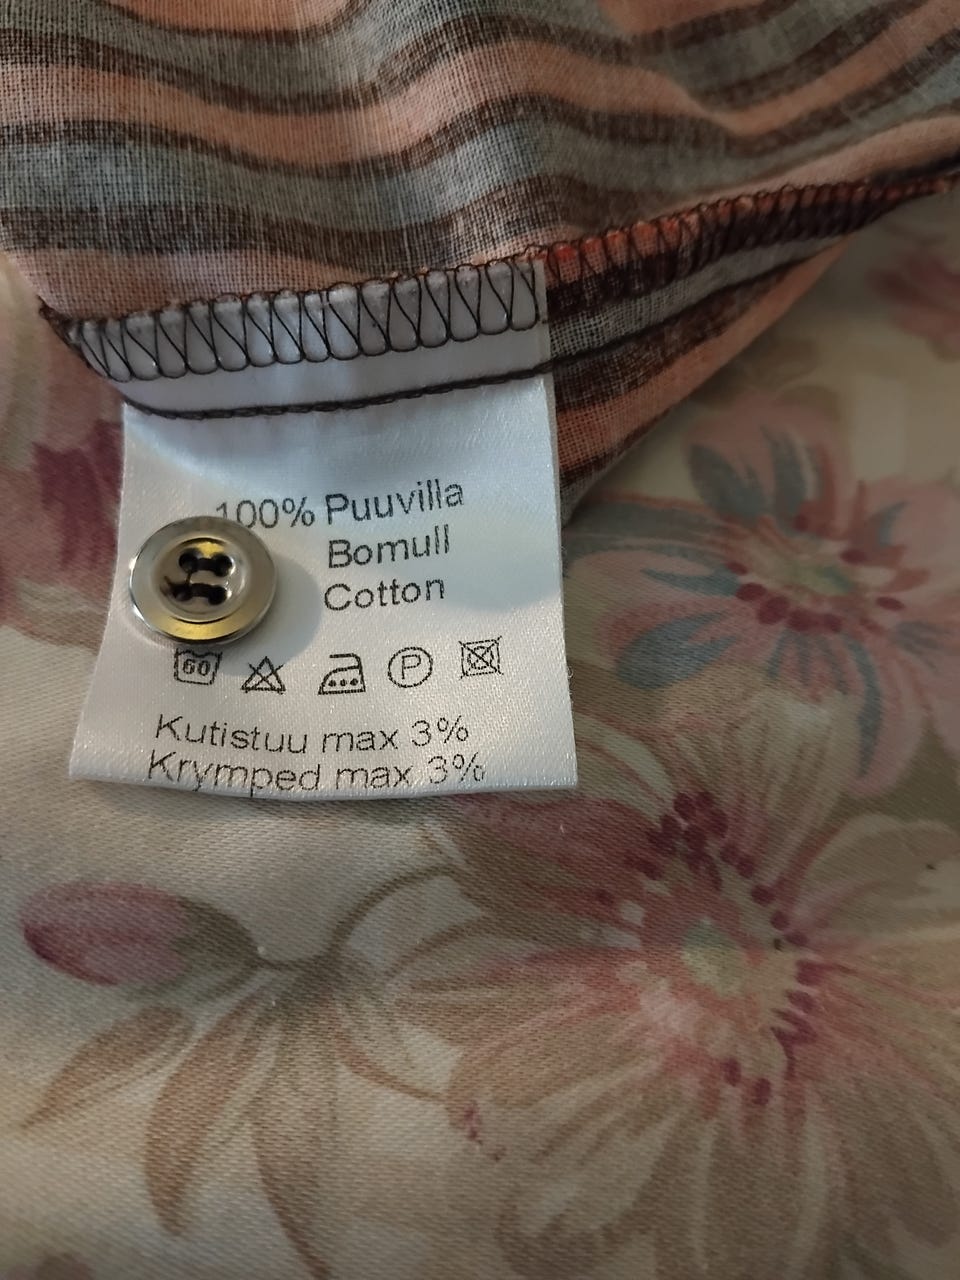 100% Puuvilla
Bomull
Cotton
60 P
Kutistuu max 3%
Krymped max 3%